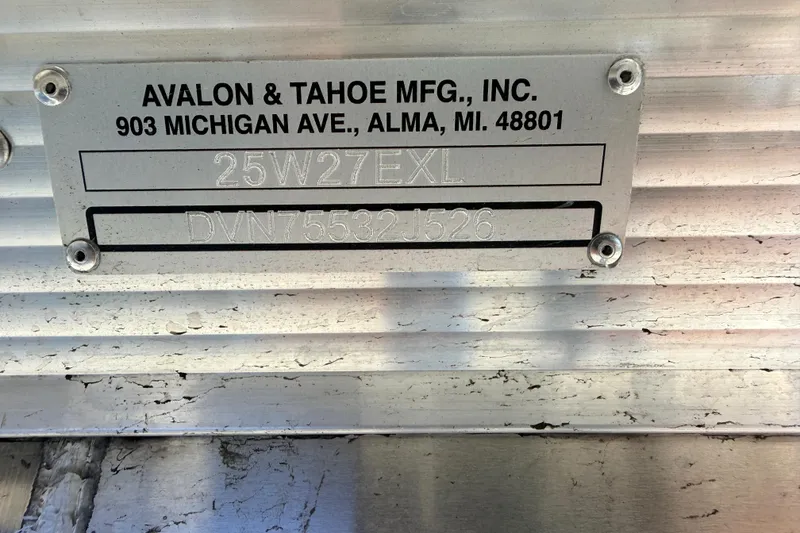 AVALON & TAHOE MFG., INC.
903 MICHIGAN AVE., ALMA, MI. 48801
25W27EXL
DVN75532J526